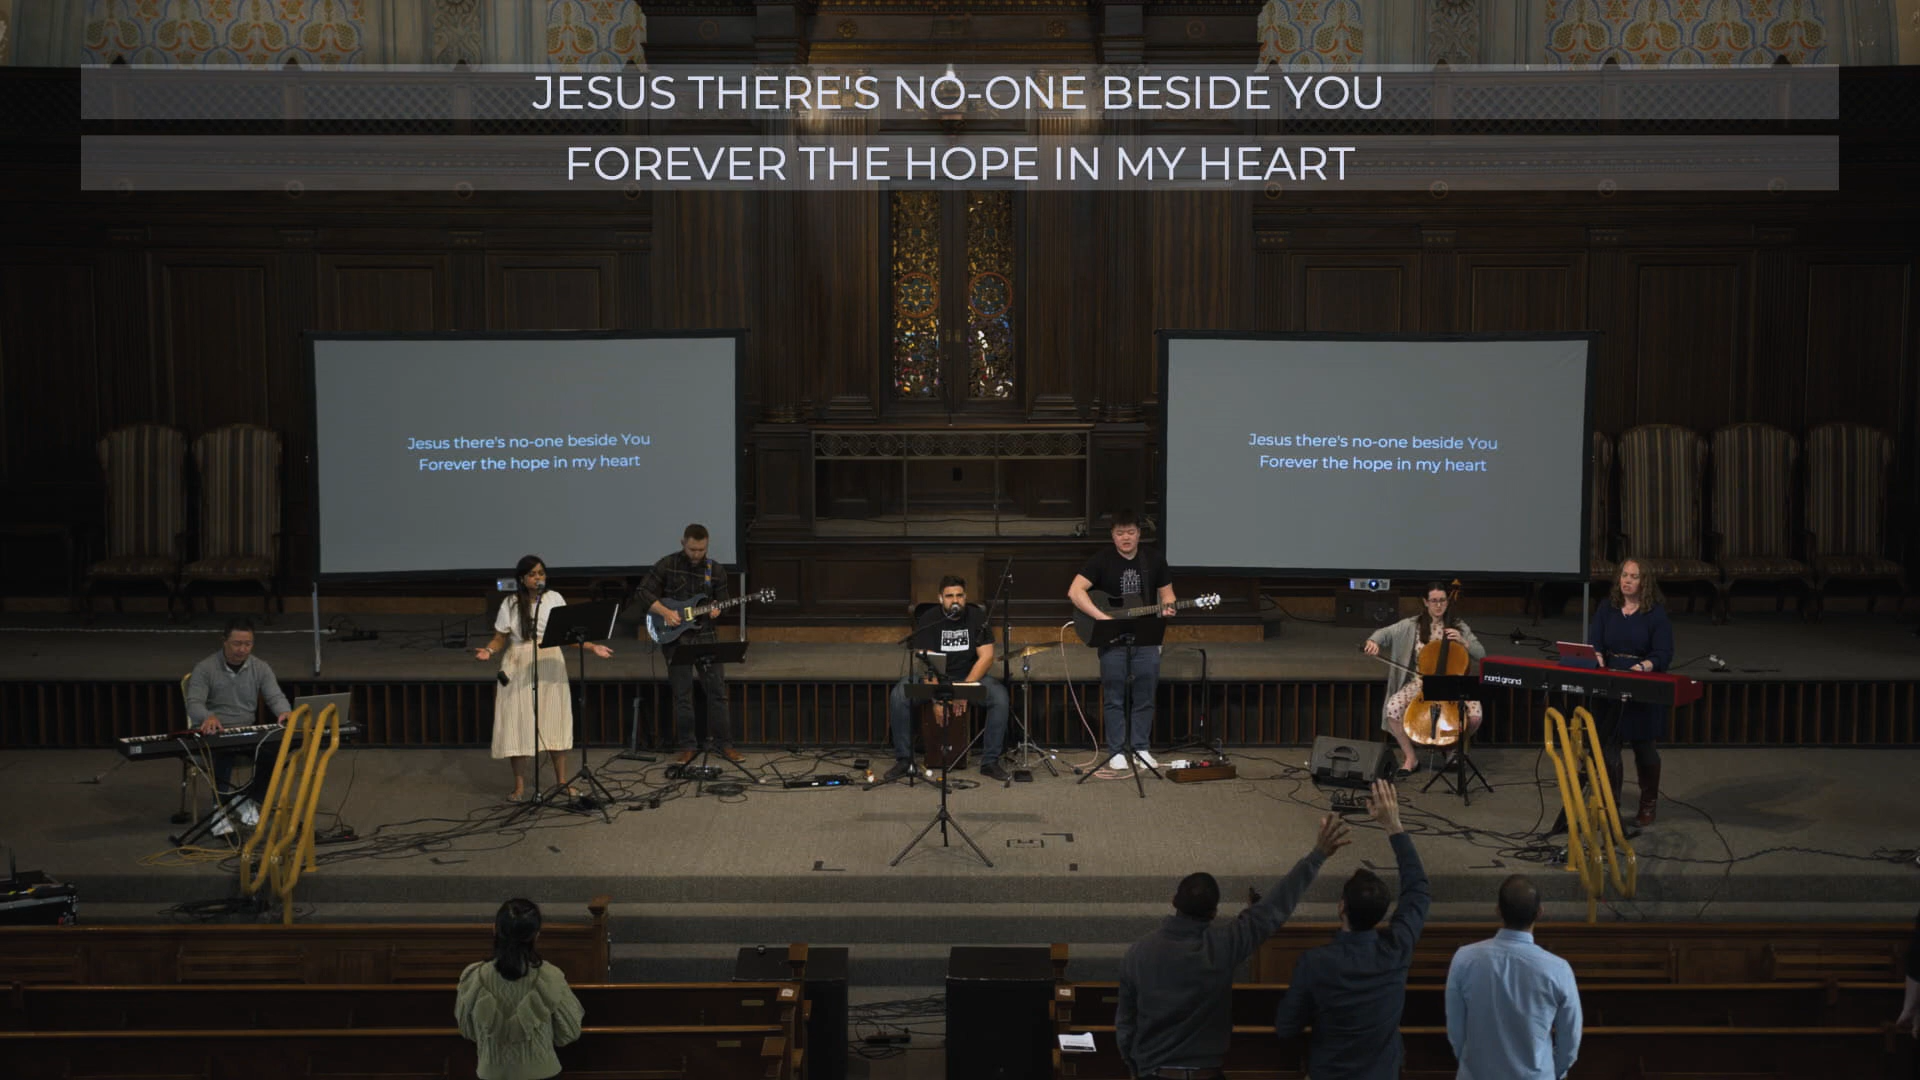 JESUS THERE'S NO-ONE BESIDE YOU
FOREVER THE HOPE IN MY HEART
Jesus there's no-one beside You
Forever the hope in my heart
Jesus there's no-one beside You
Forever the hope in my heart
nord grand